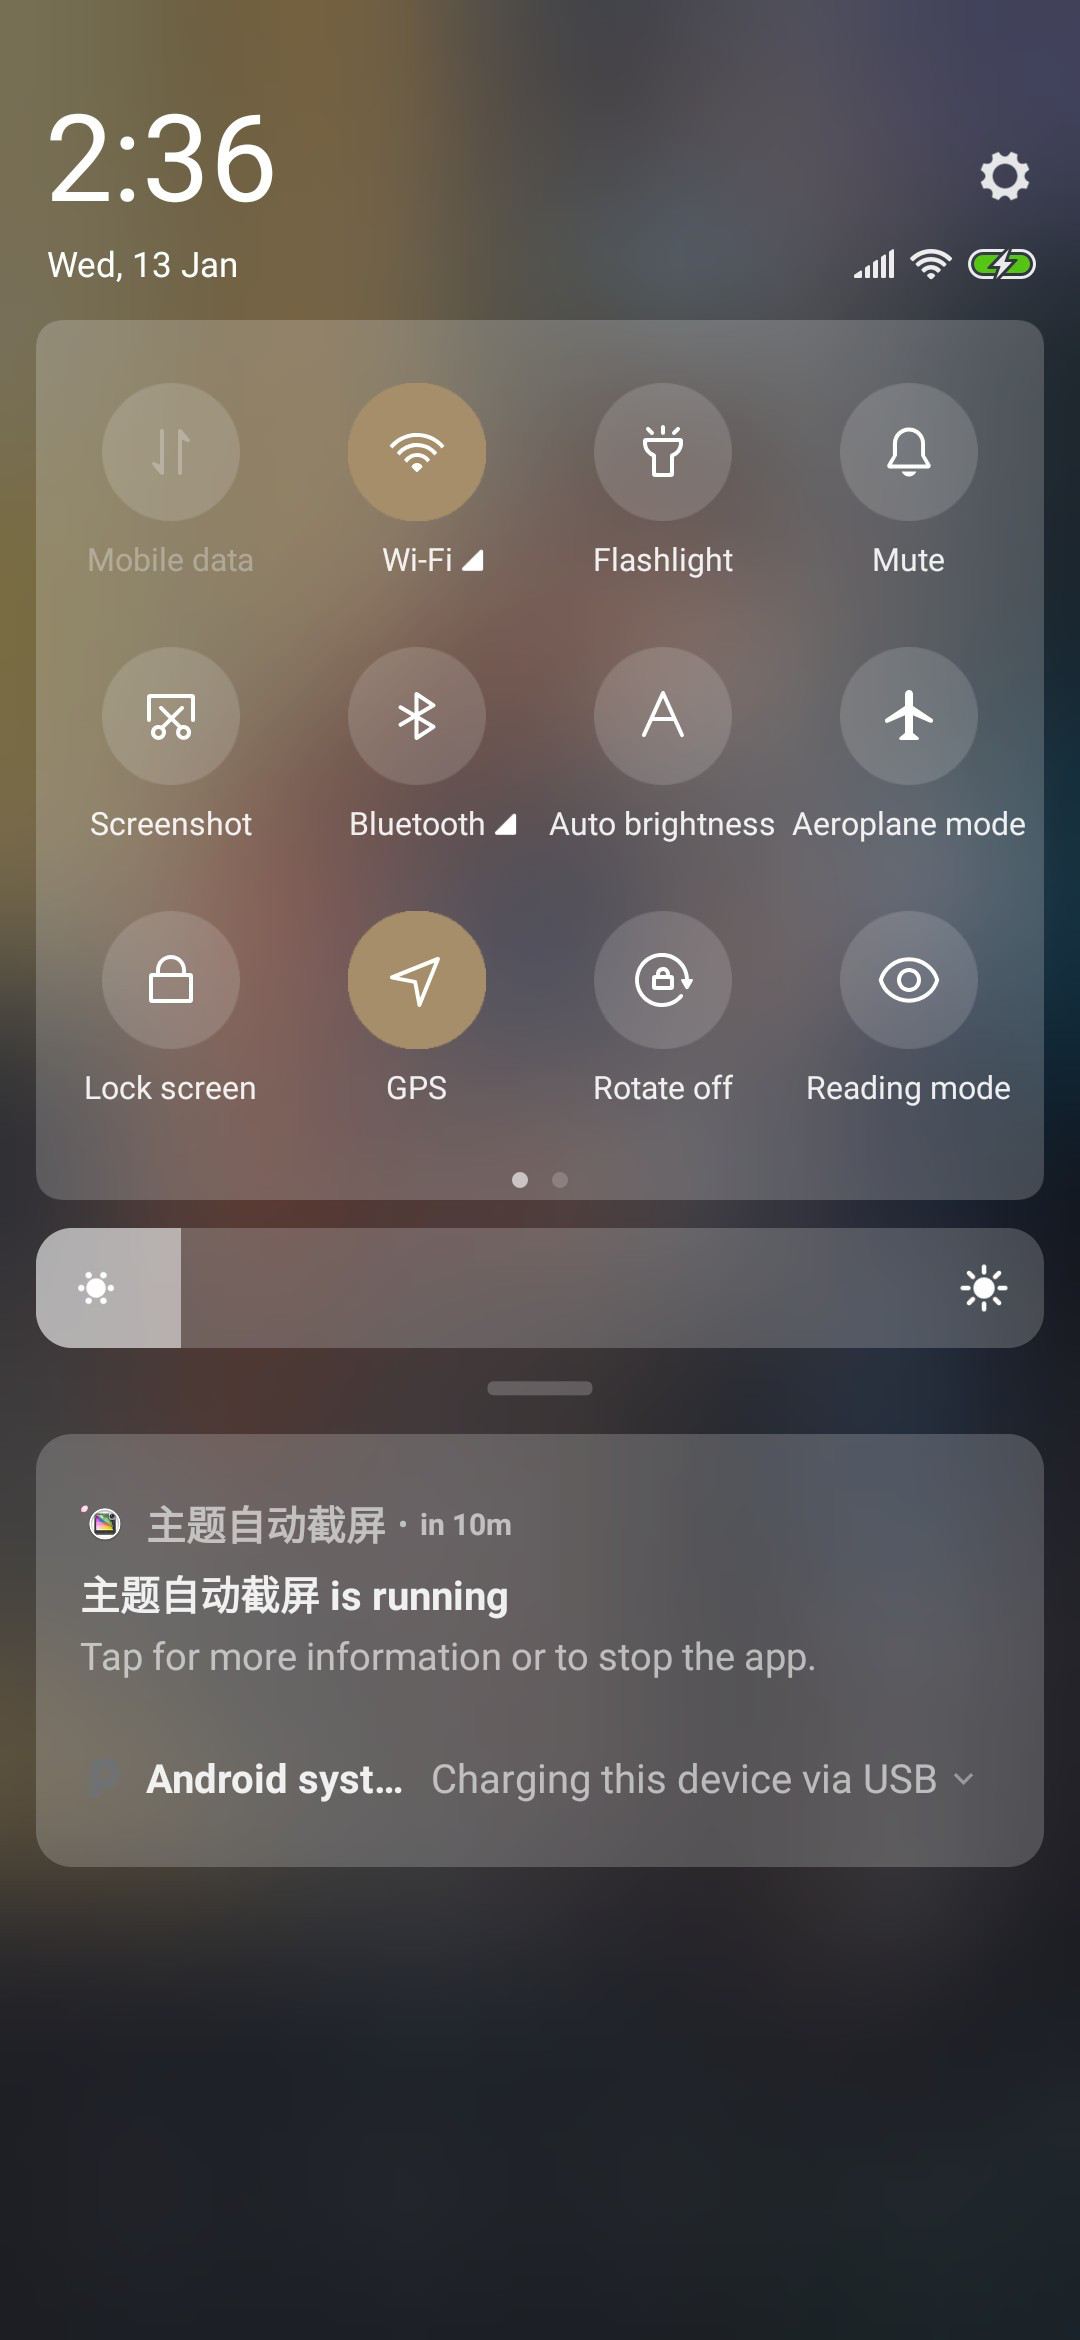 2:36
Wed, 13 Jan
Mobile data
Wi-Fi
Flashlight
Mute
Screenshot
Bluetooth
Auto brightness
Aeroplane mode
Lock screen
GPS
Rotate off
Reading mode
主题自动截屏 · in 10m
主题自动截屏 is running
Tap for more information or to stop the app.
Android syst... Charging this device via USB